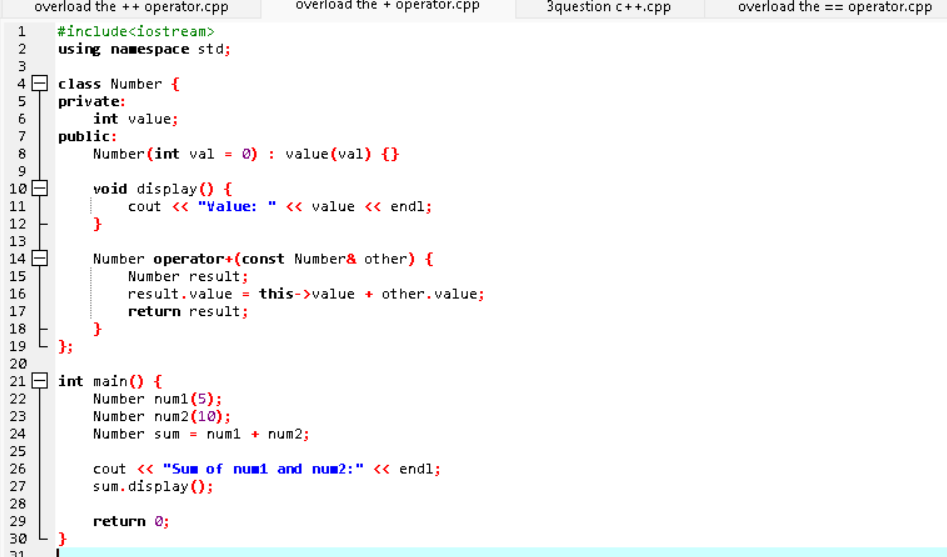 overload the ++ operator.cpp overload the + operator.cpp 3question c++.cpp overload the == operator.cpp
1 #include<iostream>
2 using namespace std;
3
4 class Number {
5 private:
6 int value;
7 public:
8 Number(int val = 0) : value(val) {}
9
10 void display() {
11 cout << "Value: " << value << endl;
12 }
13
14 Number operator+(const Number& other) {
15 Number result;
16 result.value = this->value + other.value;
17 return result;
18 }
19 };
20
21 int main() {
22 Number num1(5);
23 Number num2(10);
24 Number sum = num1 + num2;
25
26 cout << "Sum of num1 and num2:" << endl;
27 sum.display();
28
29 return 0;
30 }
31